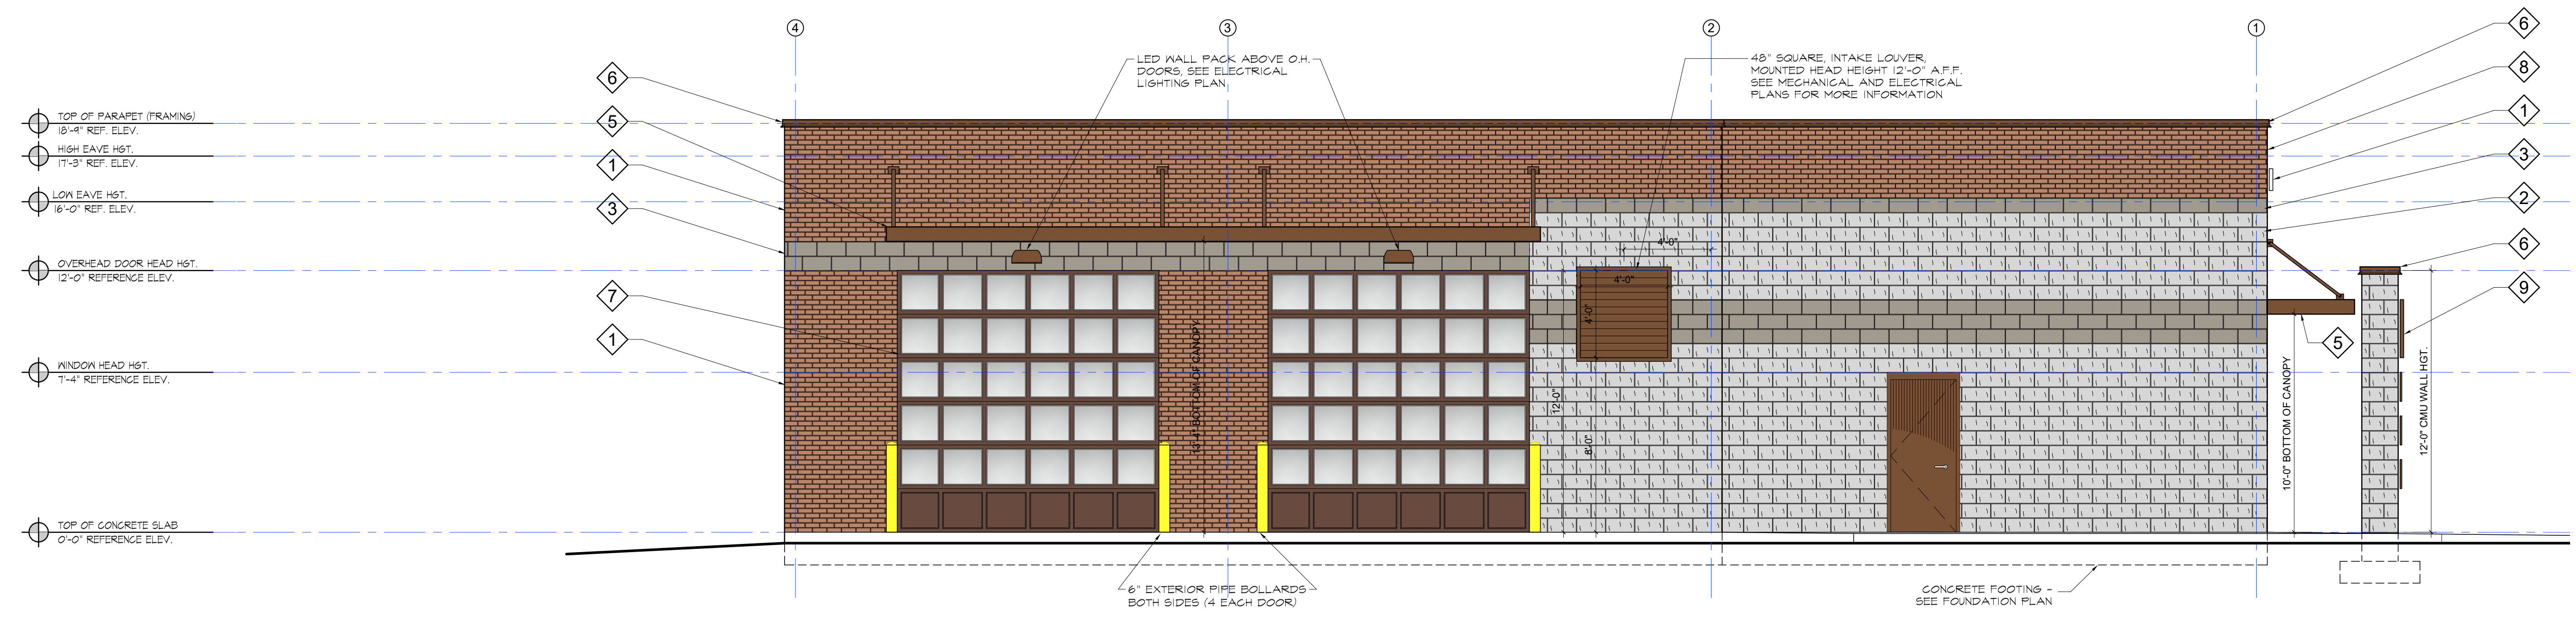 4
3
2
1
LED WALL PACK ABOVE O.H.
DOORS, SEE ELECTRICAL
LIGHTING PLAN
48" SQUARE, INTAKE LOUVER,
MOUNTED HEAD HEIGHT 12'-0" A.F.F.
SEE MECHANICAL AND ELECTRICAL
PLANS FOR MORE INFORMATION
TOP OF PARAPET (FRAMING)
18'-9" REF. ELEV.
HIGH EAVE HGT.
17'-3" REF. ELEV.
LOW EAVE HGT.
16'-0" REF. ELEV.
OVERHEAD DOOR HEAD HGT.
12'-0" REFERENCE ELEV.
WINDOW HEAD HGT.
7'-4" REFERENCE ELEV.
TOP OF CONCRETE SLAB
0'-0" REFERENCE ELEV.
6
5
1
3
7
1
4'-0"
4'-0"
4'-0"
8'-0"
12'-0"
13'-4" BOTTOM OF CANOPY
6
8
1
3
2
6
9
5
10'-0" BOTTOM OF CANOPY
12'-0" CMU WALL HGT.
6" EXTERIOR PIPE BOLLARDS
BOTH SIDES (4 EACH DOOR)
CONCRETE FOOTING -
SEE FOUNDATION PLAN